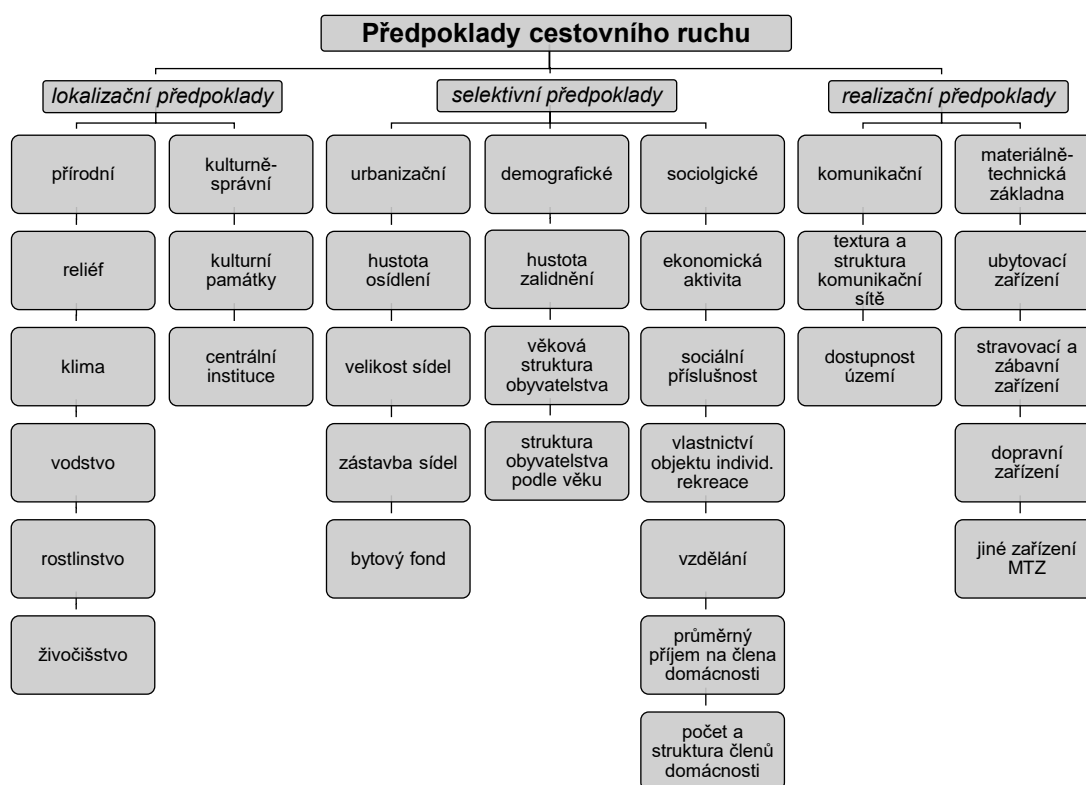 Předpoklady cestovního ruchu
lokalizační předpoklady
selektivní předpoklady
realizační předpoklady
přírodní
kulturně-
správní
urbanizační
demografické
sociolgické
komunikační
materiálně-
technická
základna
reliéf
kulturní
památky
hustota
osídlení
hustota
zalidnění
ekonomická
aktivita
textura a
struktura
komunikační
sítě
ubytovací
zařízení
klima
centrální
instituce
velikost sídel
věková
struktura
obyvatelstva
sociální
příslušnost
dostupnost
území
stravovací a
zábavní
zařízení
vodstvo
zástavba sídel
struktura
obyvatelstva
podle věku
vlastnictví
objektu individ.
rekreace
dopravní
zařízení
rostlinstvo
bytový fond
vzdělání
jiné zařízení
MTZ
živočišstvo
průměrný
příjem na člena
domácnosti
počet a
struktura členů
domácnosti